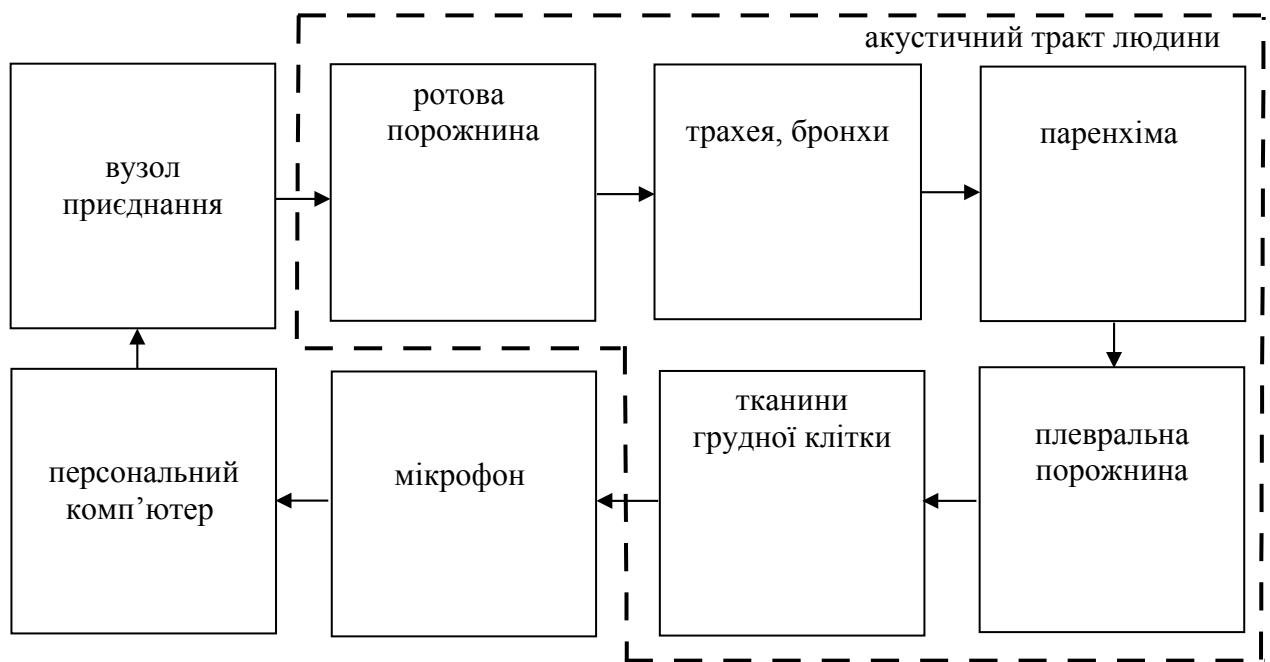 акустичний тракт людини
вузол
приєднання
ротова
порожнина
трахея, бронхи
паренхіма
плевральна
порожнина
тканини
грудної клітки
мікрофон
персональний
комп’ютер